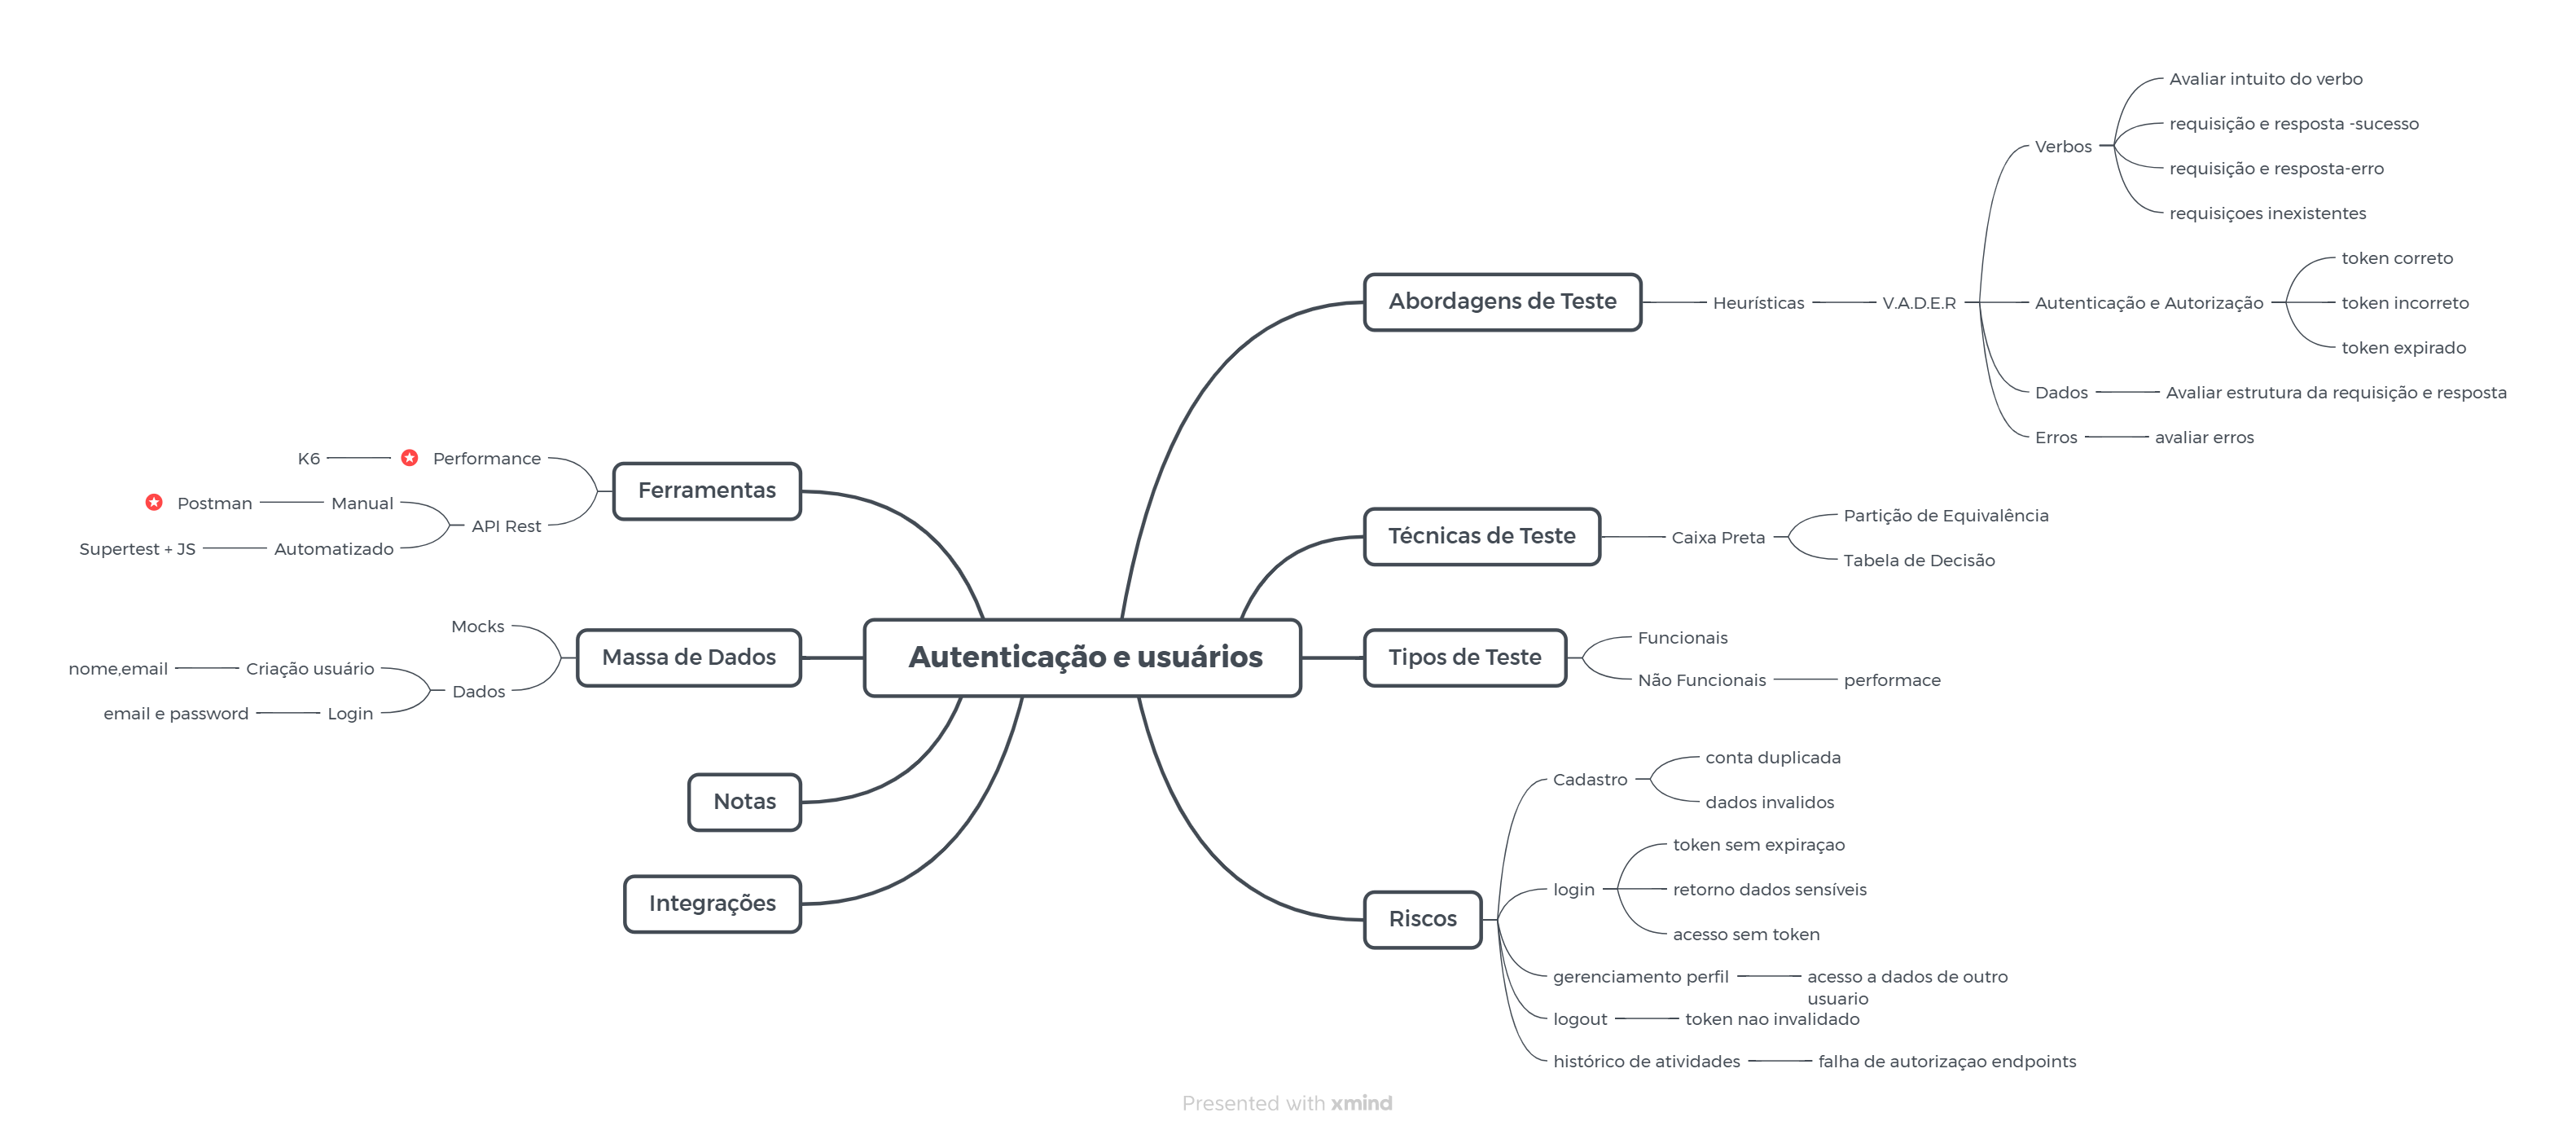 Autenticação e usuários
Abordagens de Teste
Heurísticas
V.A.D.E.R
Verbos
Avaliar intuito do verbo
requisição e resposta -sucesso
requisição e resposta-erro
requisiçoes inexistentes
Autenticação e Autorização
token correto
token incorreto
token expirado
Dados
Avaliar estrutura da requisição e resposta
Erros
avaliar erros
Técnicas de Teste
Caixa Preta
Partição de Equivalência
Tabela de Decisão
Tipos de Teste
Funcionais
Não Funcionais
performace
Riscos
Cadastro
conta duplicada
dados invalidos
login
token sem expiraçao
retorno dados sensíveis
acesso sem token
gerenciamento perfil
acesso a dados de outro
usuario
logout
token nao invalidado
histórico de atividades
falha de autorizaçao endpoints
Ferramentas
Performance
K6
API Rest
Manual
Postman
Automatizado
Supertest + JS
Massa de Dados
Mocks
Dados
Criação usuário
nome,email
Login
email e password
Notas
Integrações
Presented with xmind